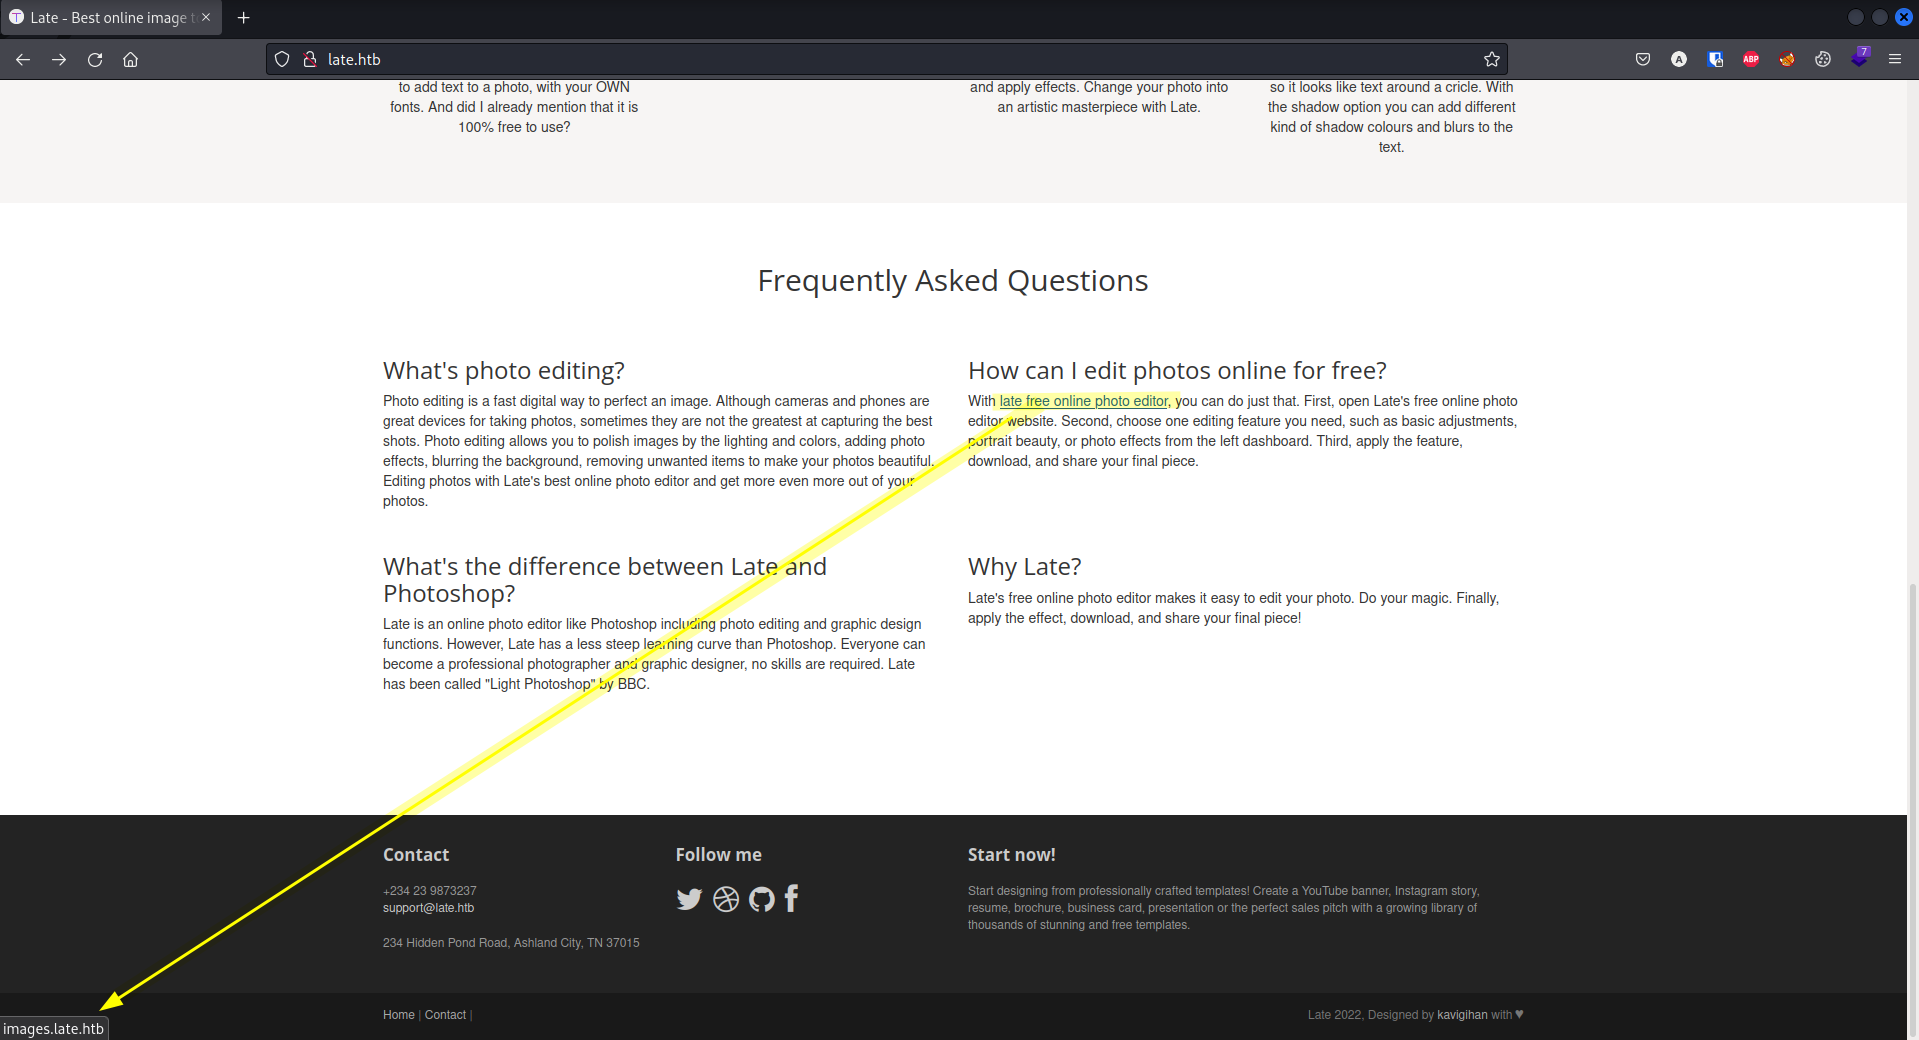 Late - Best online image t
late.htb
7
A
ABP
to add text to a photo, with your OWN
fonts. And did I already mention that it is
100% free to use?
and apply effects. Change your photo into
an artistic masterpiece with Late.
so it looks like text around a cricle. With
the shadow option you can add different
kind of shadow colours and blurs to the
text.
Frequently Asked Questions
What's photo editing?
Photo editing is a fast digital way to perfect an image. Although cameras and phones are
great devices for taking photos, sometimes they are not the greatest at capturing the best
shots. Photo editing allows you to polish images by the lighting and colors, adding photo
effects, blurring the background, removing unwanted items to make your photos beautiful.
Editing photos with Late's best online photo editor and get more even more out of your
photos.
How can I edit photos online for free?
With late free online photo editor, you can do just that. First, open Late's free online photo
editor website. Second, choose one editing feature you need, such as basic adjustments,
portrait beauty, or photo effects from the left dashboard. Third, apply the feature,
download, and share your final piece.
What's the difference between Late and
Photoshop?
Late is an online photo editor like Photoshop including photo editing and graphic design
functions. However, Late has a less steep learning curve than Photoshop. Everyone can
become a professional photographer and graphic designer, no skills are required. Late
has been called "Light Photoshop" by BBC.
Why Late?
Late's free online photo editor makes it easy to edit your photo. Do your magic. Finally,
apply the effect, download, and share your final piece!
Contact
+234 23 9873237
support@late.htb
234 Hidden Pond Road, Ashland City, TN 37015
Follow me
Start now!
Start designing from professionally crafted templates! Create a YouTube banner, Instagram story,
resume, brochure, business card, presentation or the perfect sales pitch with a growing library of
thousands of stunning and free templates.
Home | Contact |
Late 2022, Designed by kavigihan with ♥
images.late.htb